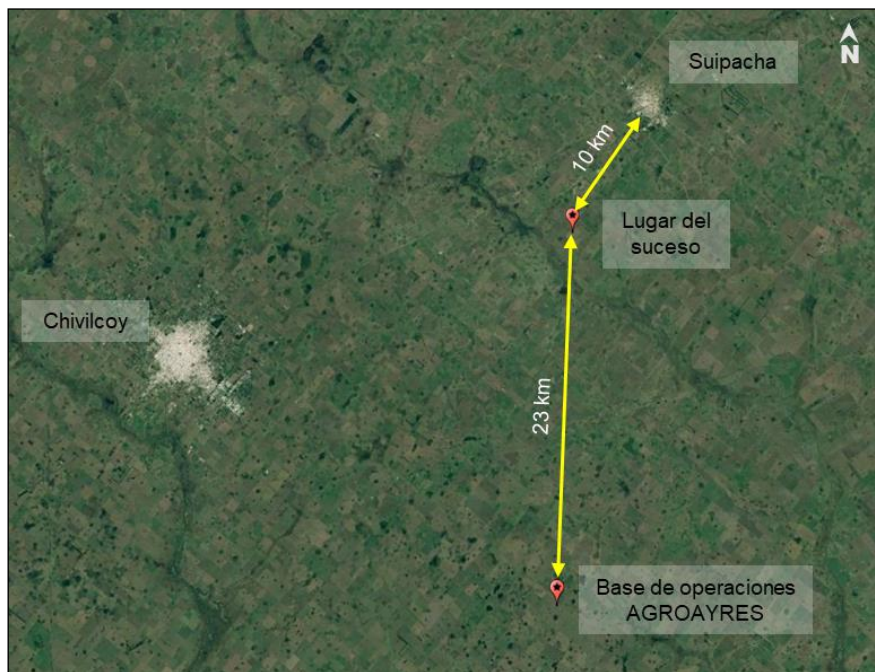 N
Suipacha
10 km
Lugar del
suceso
Chivilcoy
23 km
Base de operaciones
AGROAYRES